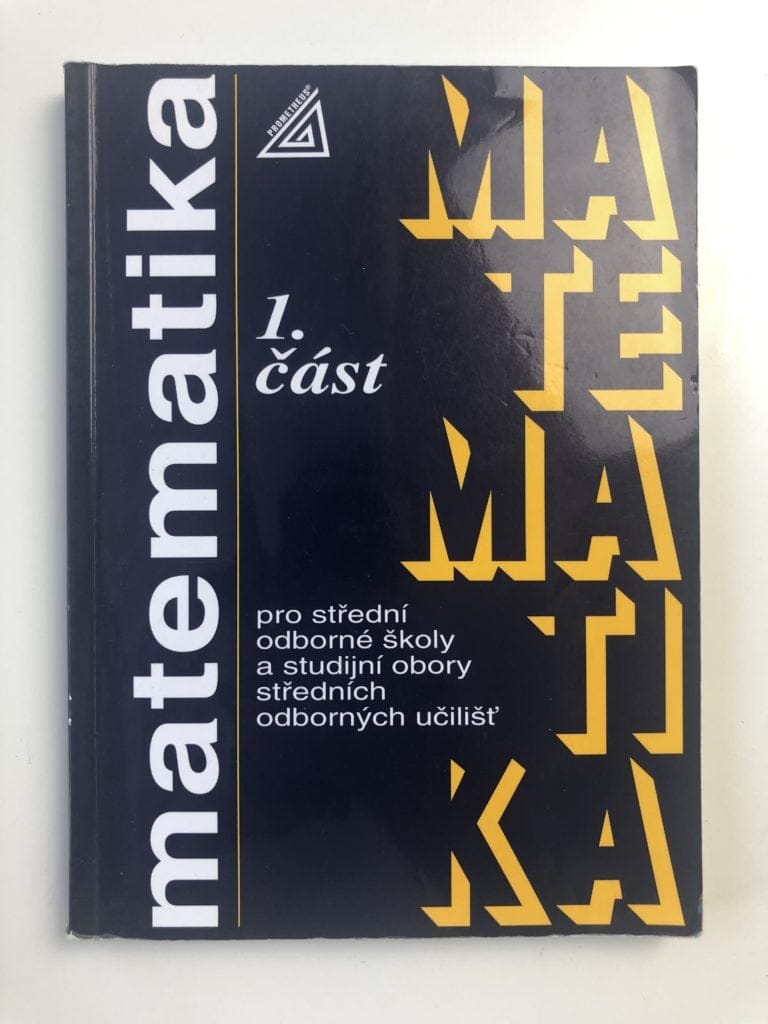 matematika
PROMETHEUS®
1.
část
pro střední
odborné školy
a studijní obory
středních
odborných učilišť
MA
TE
MA
TI
KA